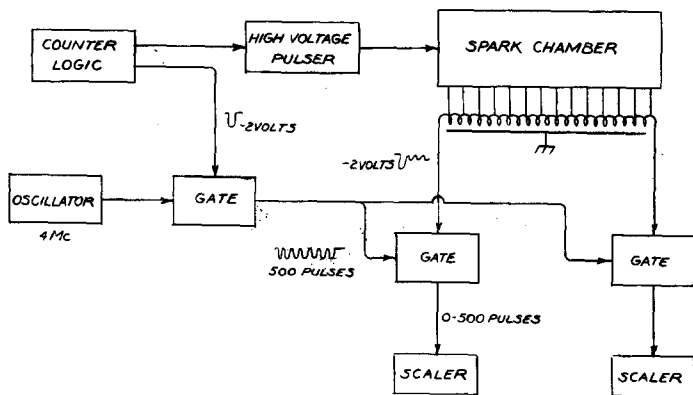 COUNTER
LOGIC
HIGH VOLTAGE
PULSER
SPARK CHAMBER
-2VOLTS
-2VOLTS
OSCILLATOR
4MC
GATE
500 PULSES
GATE
GATE
0-500 PULSES
SCALER
SCALER